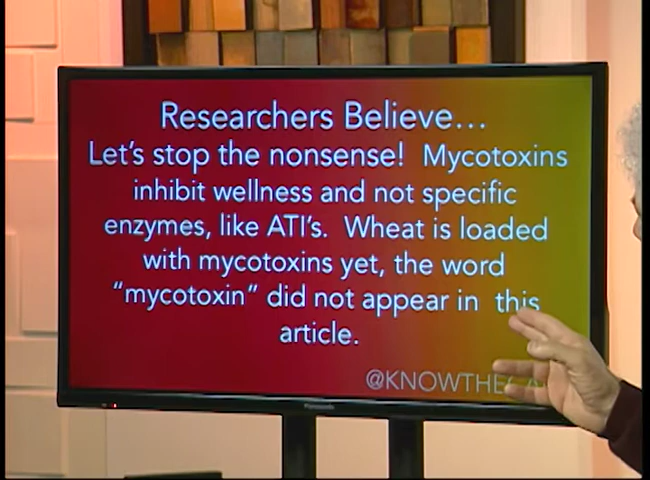 Researchers Believe...
Let's stop the nonsense! Mycotoxins
inhibit wellness and not specific
enzymes, like ATI's. Wheat is loaded
with mycotoxins yet, the word
"mycotoxin" did not appear in this
article.
Panasonic